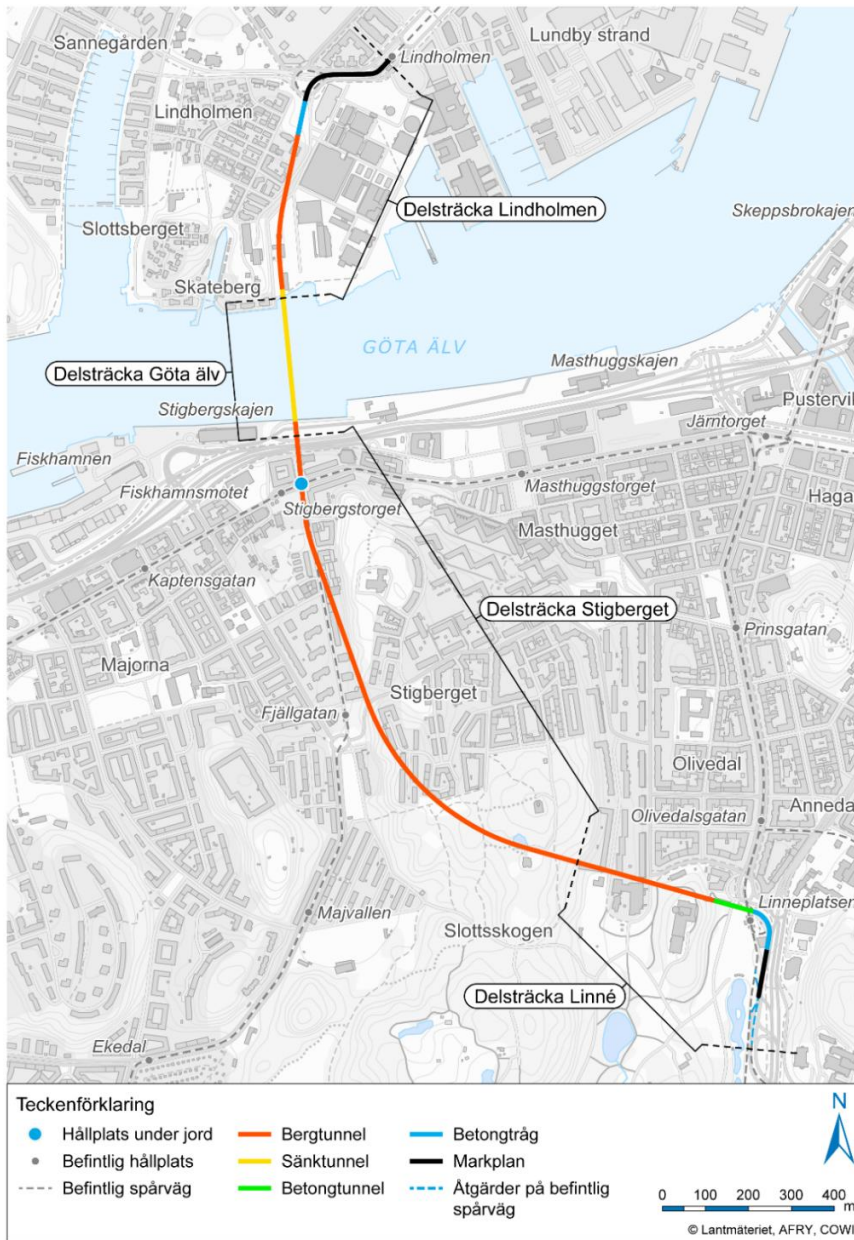 Sannegården
Lundby strand
Lindholmen
Lindholmen
Delsträcka Lindholmen
Slottsberget
Skeppsbrokajen
Skateberg
GÖTA ÄLV
Masthuggskajen
Delsträcka Göta älv
Stigbergskajen
Pustervik
Järntorget
Fiskhamnen
Fiskhamnsmotet
Masthuggstorget
Haga
Stigbergstorget
Masthugget
Kaptensgatan
Delsträcka Stigberget
Prinsgatan
Majorna
Stigberget
Fjällgatan
Olivedal
Olivedalsgatan
Annedal
Linneplatsen
Majvallen
Slottsskogen
Delsträcka Linné
Ekedal
Teckenförklaring
Hållplats under jord
Befintlig hållplats
Befintlig spårväg
Bergtunnel
Sänktunnel
Betongtunnel
Betongtråg
Markplan
Åtgärder på befintlig
spårväg
N
0 100 200 300 400
m
© Lantmäteriet, AFRY, COWI